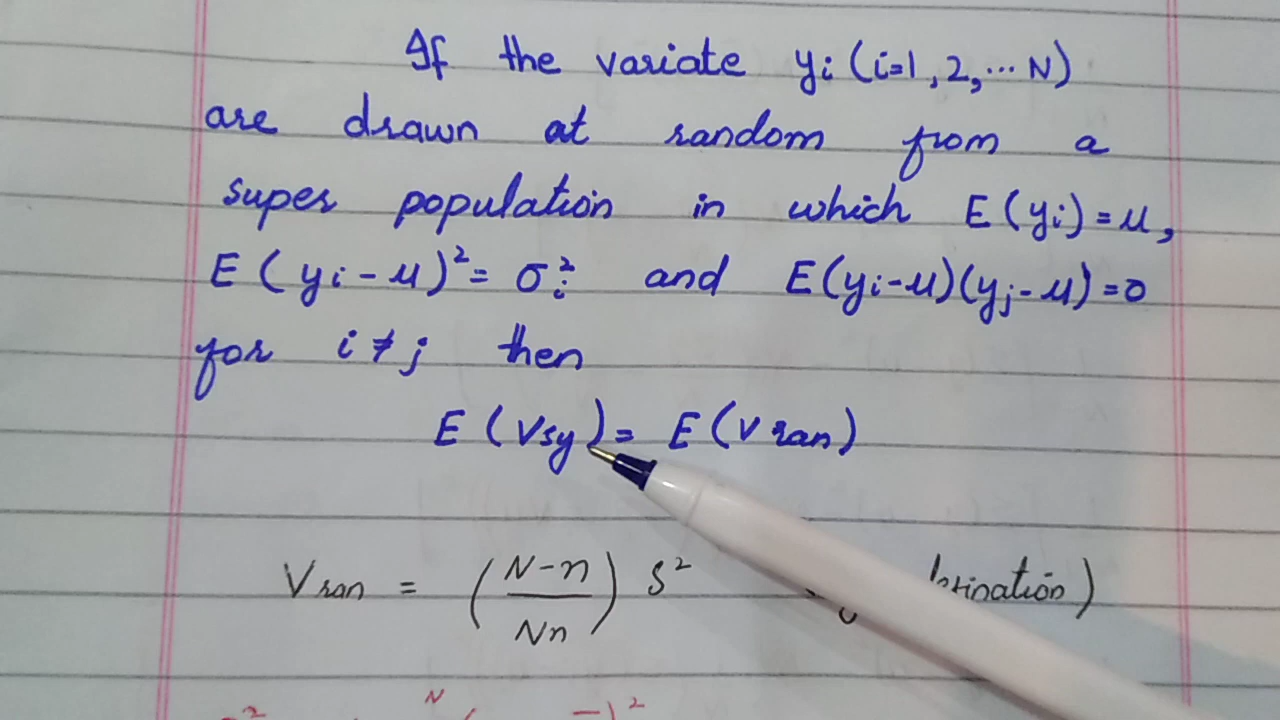 If the variate yi (i=1, 2, ... N)
are drawn at random from a
super population in which E(yi) = μ,
E(yi - μ)² = σi² and E(yi-μ)(yj-μ) = 0
for i ≠ j then
E(Vsy) = E(Vran)
Vran = ((N-n)/Nn) S²
N